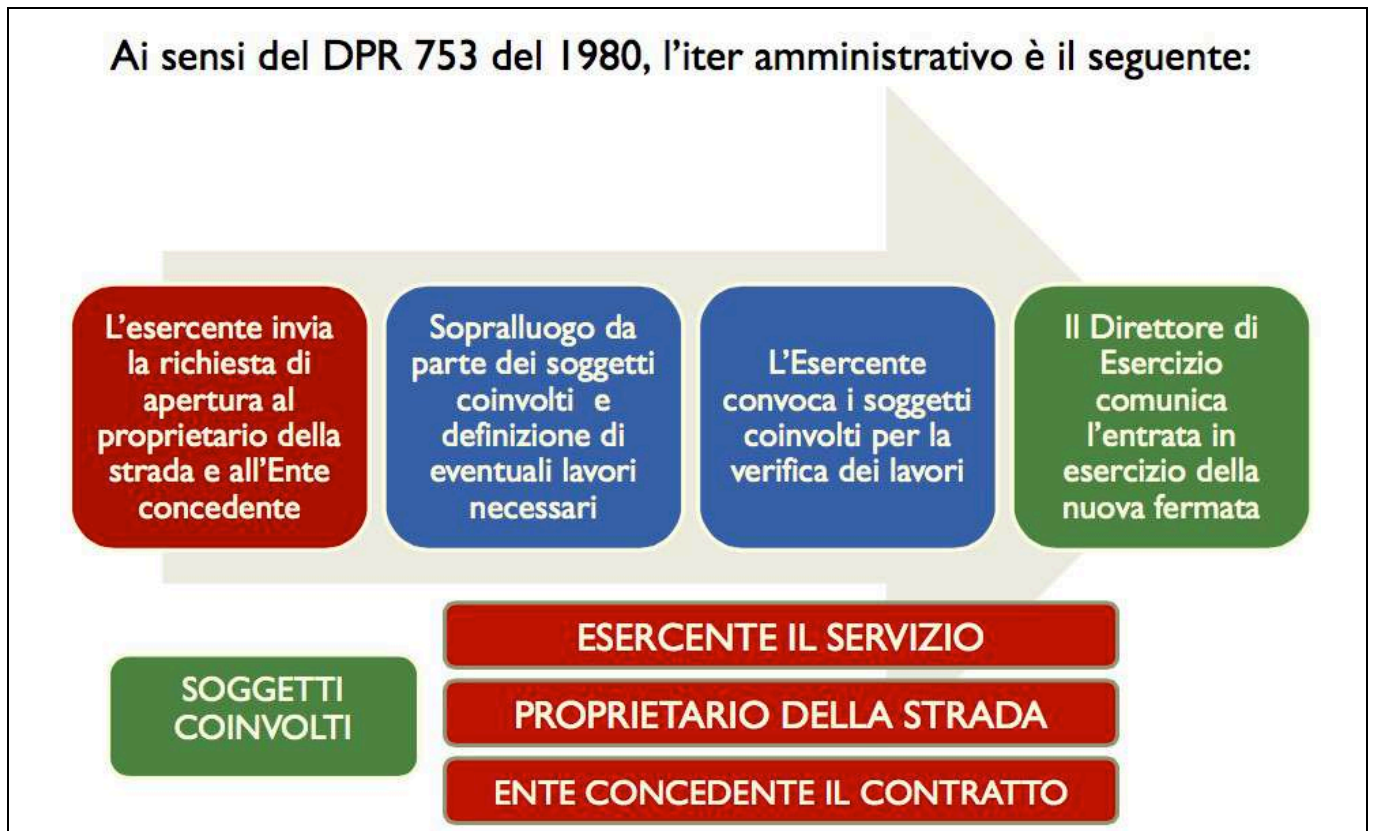 Ai sensi del DPR 753 del 1980, l’iter amministrativo è il seguente:
L’esercente invia
la richiesta di
apertura al
proprietario della
strada e all’Ente
concedente
Sopralluogo da
parte dei soggetti
coinvolti  e
definizione di
eventuali lavori
necessari
L’Esercente
convoca i soggetti
coinvolti per la
verifica dei lavori
Il Direttore di
Esercizio
comunica
l’entrata in
esercizio della
nuova fermata
SOGGETTI
COINVOLTI
ESERCENTE IL SERVIZIO
PROPRIETARIO DELLA STRADA
ENTE CONCEDENTE IL CONTRATTO